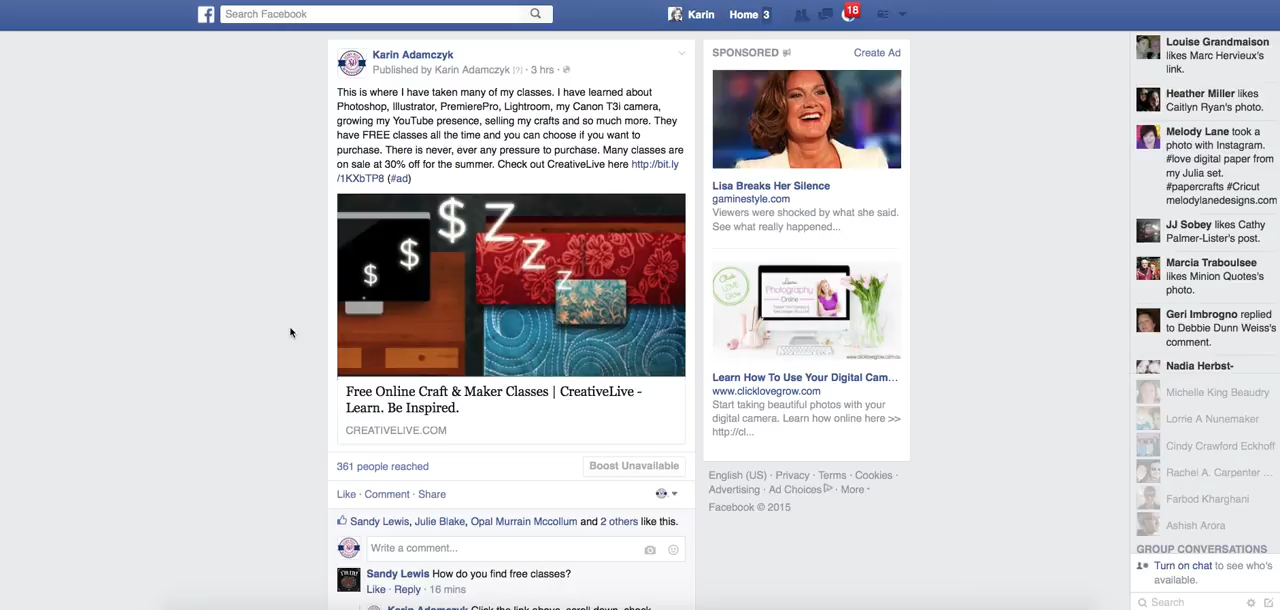 Search Facebook
Karin
Home 3
18
Karin Adamczyk
Published by Karin Adamczyk [?] · 3 hrs ·
This is where I have taken many of my classes. I have learned about
Photoshop, Illustrator, PremierePro, Lightroom, my Canon T3i camera,
growing my YouTube presence, selling my crafts and so much more. They
have FREE classes all the time and you can choose if you want to
purchase. There is never, ever any pressure to purchase. Many classes are
on sale at 30% off for the summer. Check out CreativeLive here http://bit.ly
/1KXbTP8 (#ad)
$ Z
$ Z
$ Z
Free Online Craft & Maker Classes | CreativeLive -
Learn. Be Inspired.
CREATIVELIVE.COM
361 people reached
Boost Unavailable
Like · Comment · Share
Sandy Lewis, Julie Blake, Opal Murrain Mccollum and 2 others like this.
Write a comment...
Sandy Lewis How do you find free classes?
Like · Reply · 16 mins
Karin Adamczyk Click the link above, scroll down, check
SPONSORED
Create Ad
Lisa Breaks Her Silence
gaminestyle.com
Viewers were shocked by what she said.
See what really happened...
Photography
Online
www.clicklovegrow.com.au
Learn How To Use Your Digital Cam...
www.clicklovegrow.com
Start taking beautiful photos with your
digital camera. Learn how online here >>
http://cl...
English (US) · Privacy · Terms · Cookies ·
Advertising · Ad Choices · More
Facebook © 2015
Louise Grandmaison
likes Marc Hervieux's
link.
Heather Miller likes
Caitlyn Ryan's photo.
Melody Lane took a
photo with Instagram.
#love digital paper from
my Julia set.
#papercrafts #Cricut
melodylanedesigns.com
JJ Sobey likes Cathy
Palmer-Lister's post.
Marcia Traboulsee
likes Minion Quotes's
photo.
Geri Imbrogno replied
to Debbie Dunn Weiss's
comment.
Nadia Herbst-
Michelle King Beaudry
Lorrie A Nunemaker
Cindy Crawford Eckhoff
Rachel A. Carpenter ...
Farbod Kharghani
Ashish Arora
GROUP CONVERSATIONS
Turn on chat to see who's
available.
Search